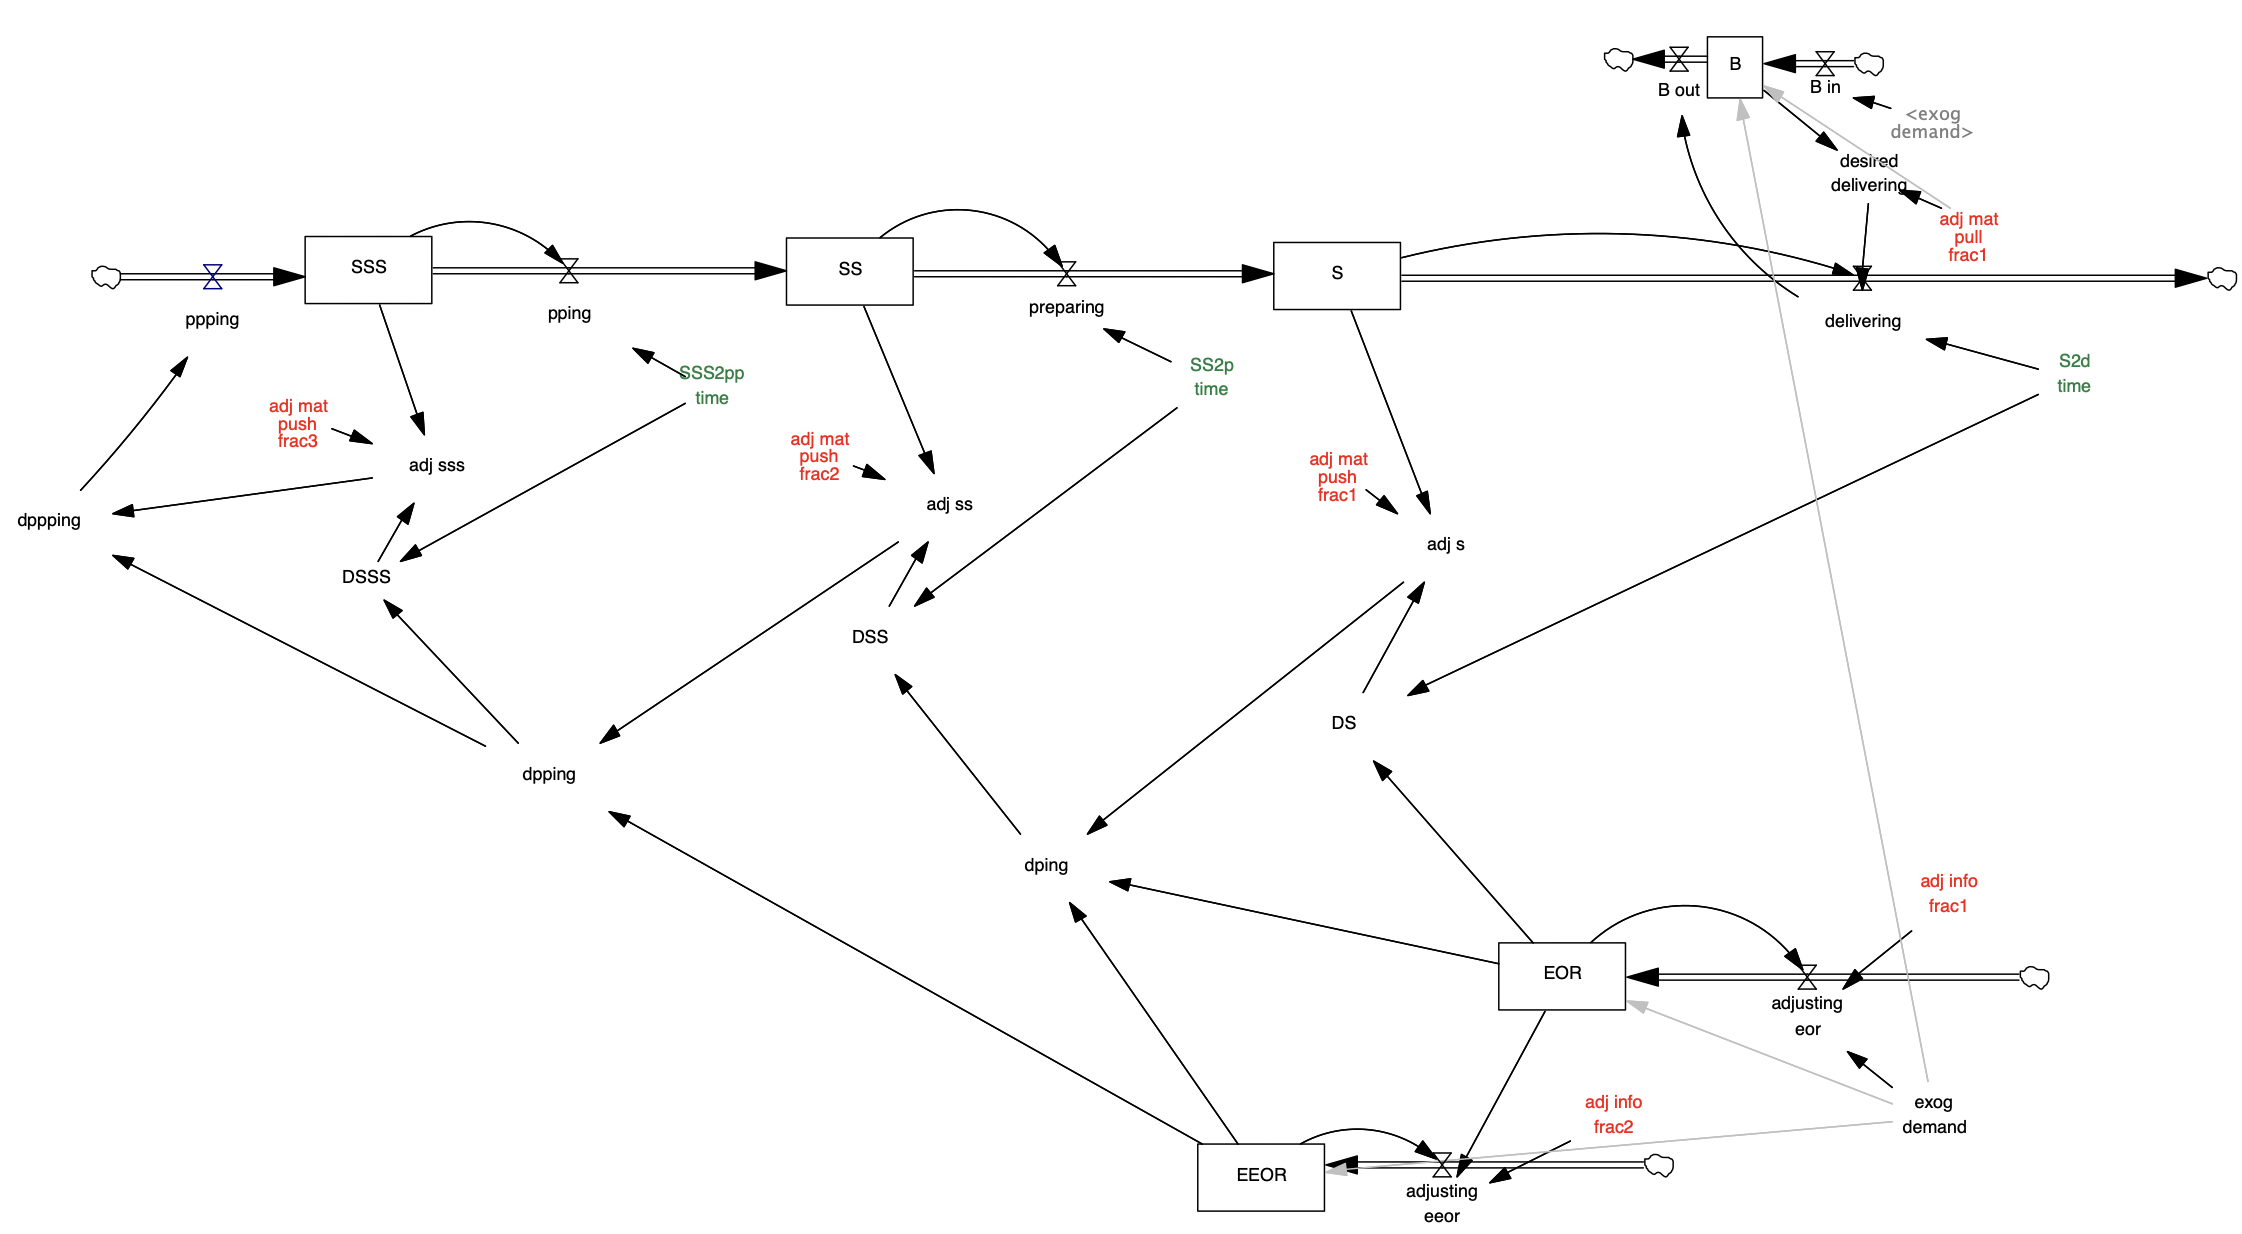 B
B out
B in
<exog
demand>
desired
delivering
adj mat
pull
frac1
SSS
SS
S
ppping
pping
preparing
delivering
SSS2pp
time
SS2p
time
S2d
time
adj mat
push
frac3
adj sss
adj mat
push
frac2
adj ss
adj mat
push
frac1
adj s
dppping
DSSS
DSS
DS
dpping
dping
adj info
frac1
EOR
adjusting
eor
exog
demand
adj info
frac2
EEOR
adjusting
eeor